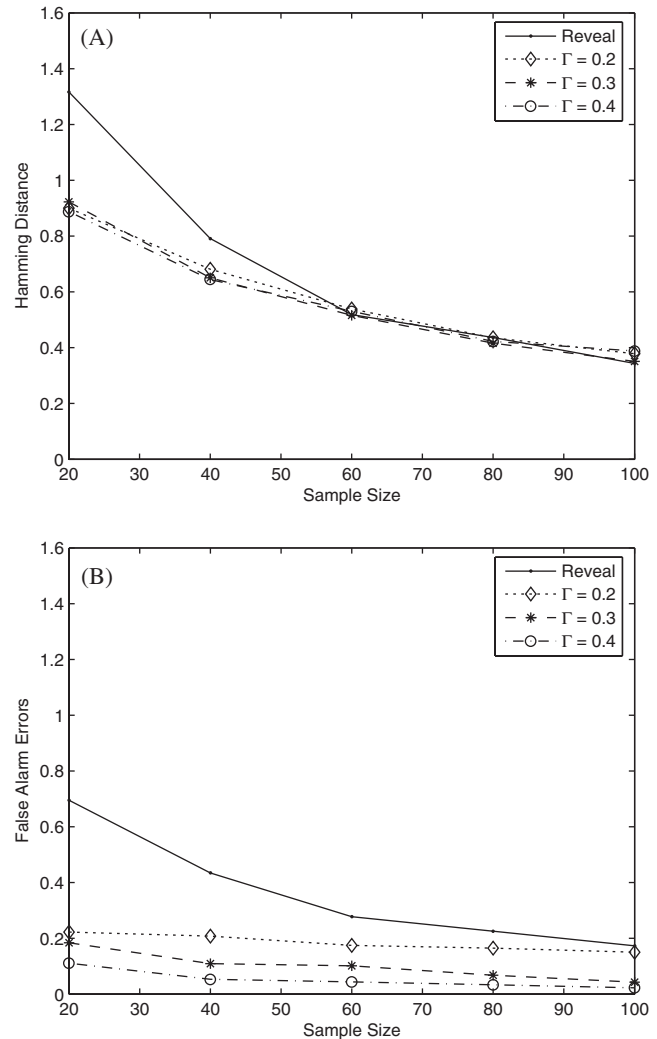 (A)
Reveal
Γ = 0.2
Γ = 0.3
Γ = 0.4
1.6
1.4
1.2
1
0.8
0.6
0.4
0.2
0
Hamming Distance
20 30 40 50 60 70 80 90 100
Sample Size
(B)
Reveal
Γ = 0.2
Γ = 0.3
Γ = 0.4
1.6
1.4
1.2
1
0.8
0.6
0.4
0.2
0
False Alarm Errors
20 30 40 50 60 70 80 90 100
Sample Size